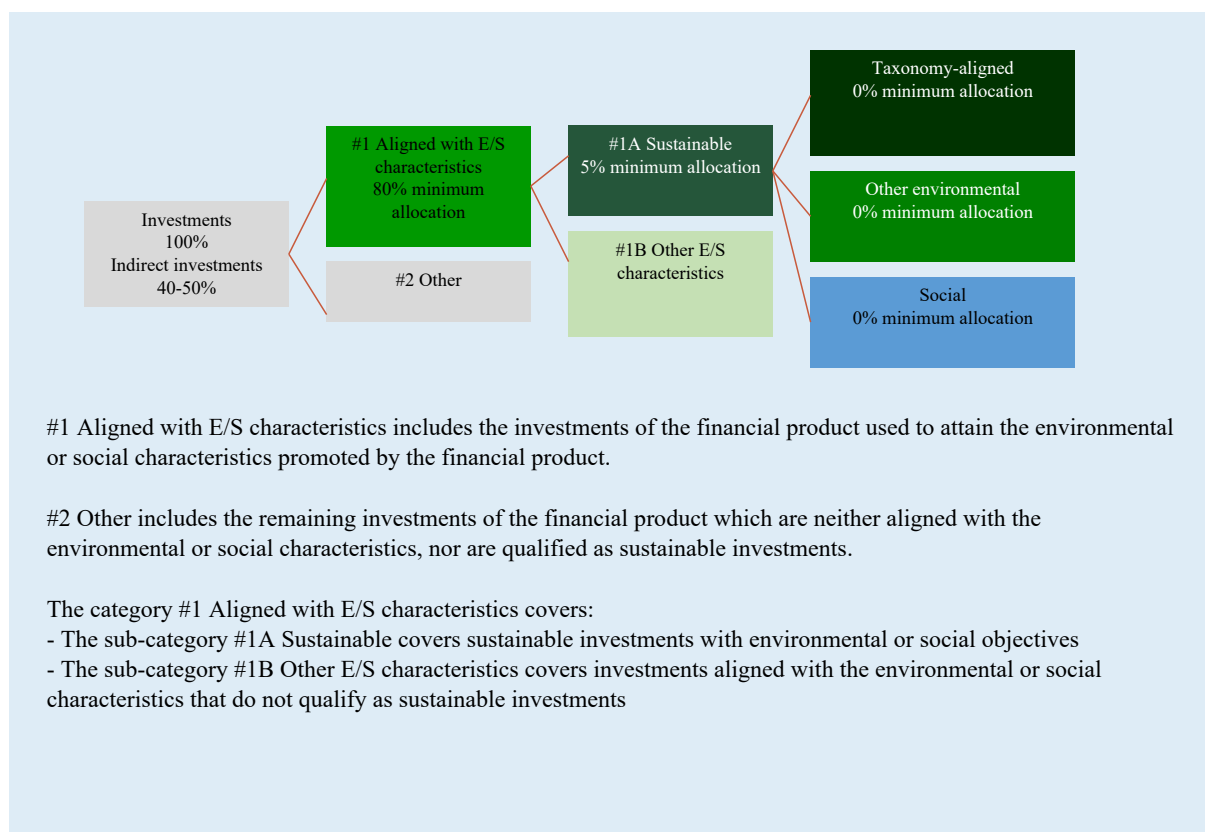 Investments
100%
Indirect investments
40-50%
#1 Aligned with E/S
characteristics
80% minimum
allocation
#2 Other
#1A Sustainable
5% minimum allocation
#1B Other E/S
characteristics
Taxonomy-aligned
0% minimum allocation
Other environmental
0% minimum allocation
Social
0% minimum allocation
#1 Aligned with E/S characteristics includes the investments of the financial product used to attain the environmental
or social characteristics promoted by the financial product.
#2 Other includes the remaining investments of the financial product which are neither aligned with the
environmental or social characteristics, nor are qualified as sustainable investments.
The category #1 Aligned with E/S characteristics covers:
- The sub-category #1A Sustainable covers sustainable investments with environmental or social objectives
- The sub-category #1B Other E/S characteristics covers investments aligned with the environmental or social
characteristics that do not qualify as sustainable investments